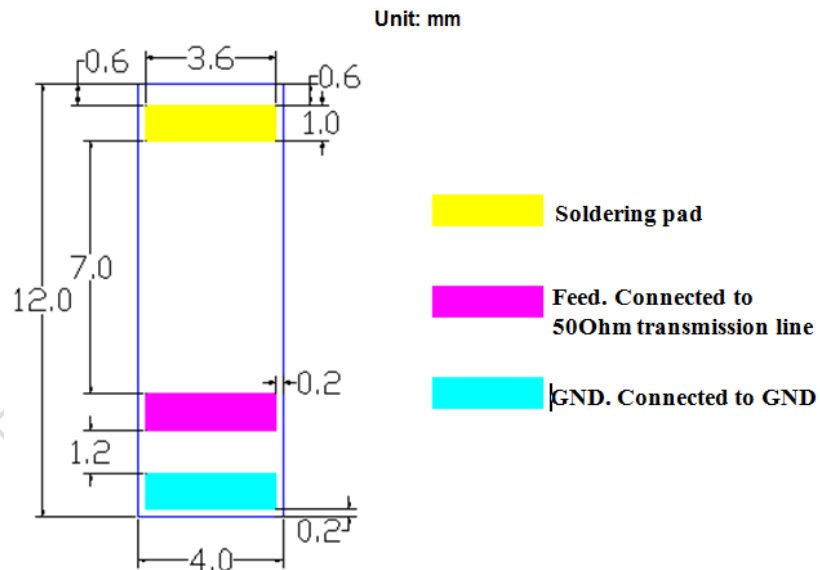 Unit: mm
0.6
3.6
0.6
1.0
Soldering pad
7.0
12.0
Feed. Connected to
50Ohm transmission line
0.2
GND. Connected to GND
1.2
0.2
4.0